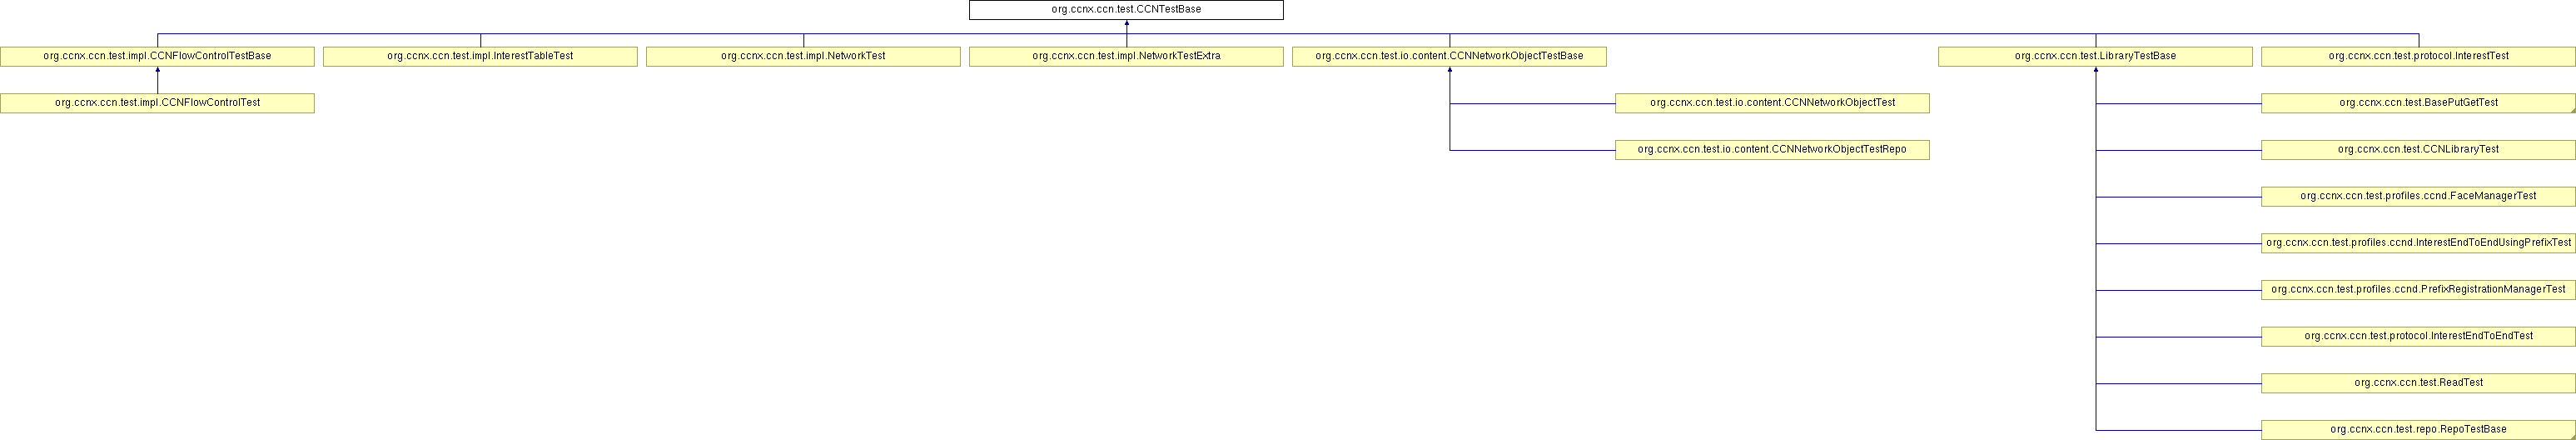 org.ccnx.ccn.test.CCNTestBase
org.ccnx.ccn.test.impl.CCNFlowControlTestBase
org.ccnx.ccn.test.impl.InterestTableTest
org.ccnx.ccn.test.impl.NetworkTest
org.ccnx.ccn.test.impl.NetworkTestExtra
org.ccnx.ccn.test.io.content.CCNNetworkObjectTestBase
org.ccnx.ccn.test.LibraryTestBase
org.ccnx.ccn.test.protocol.InterestTest
org.ccnx.ccn.test.impl.CCNFlowControlTest
org.ccnx.ccn.test.io.content.CCNNetworkObjectTest
org.ccnx.ccn.test.BasePutGetTest
org.ccnx.ccn.test.io.content.CCNNetworkObjectTestRepo
org.ccnx.ccn.test.CCNLibraryTest
org.ccnx.ccn.test.profiles.ccnd.FaceManagerTest
org.ccnx.ccn.test.profiles.ccnd.InterestEndToEndUsingPrefixTest
org.ccnx.ccn.test.profiles.ccnd.PrefixRegistrationManagerTest
org.ccnx.ccn.test.protocol.InterestEndToEndTest
org.ccnx.ccn.test.ReadTest
org.ccnx.ccn.test.repo.RepoTestBase